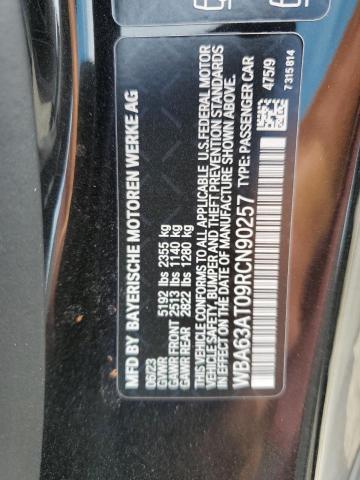 MFD BY BAYERISCHE MOTOREN WERKE AG
06/23
GVWR 5192 lbs 2355 kg
GAWR FRONT 2513 lbs 1140 kg
GAWR REAR 2822 lbs 1280 kg
THIS VEHICLE CONFORMS TO ALL APPLICABLE U.S. FEDERAL MOTOR
VEHICLE SAFETY, BUMPER AND THEFT PREVENTION STANDARDS
IN EFFECT ON THE DATE OF MANUFACTURE SHOWN ABOVE.
WBA63AT09RCN90257 TYPE: PASSENGER CAR
475/9
7 315 814